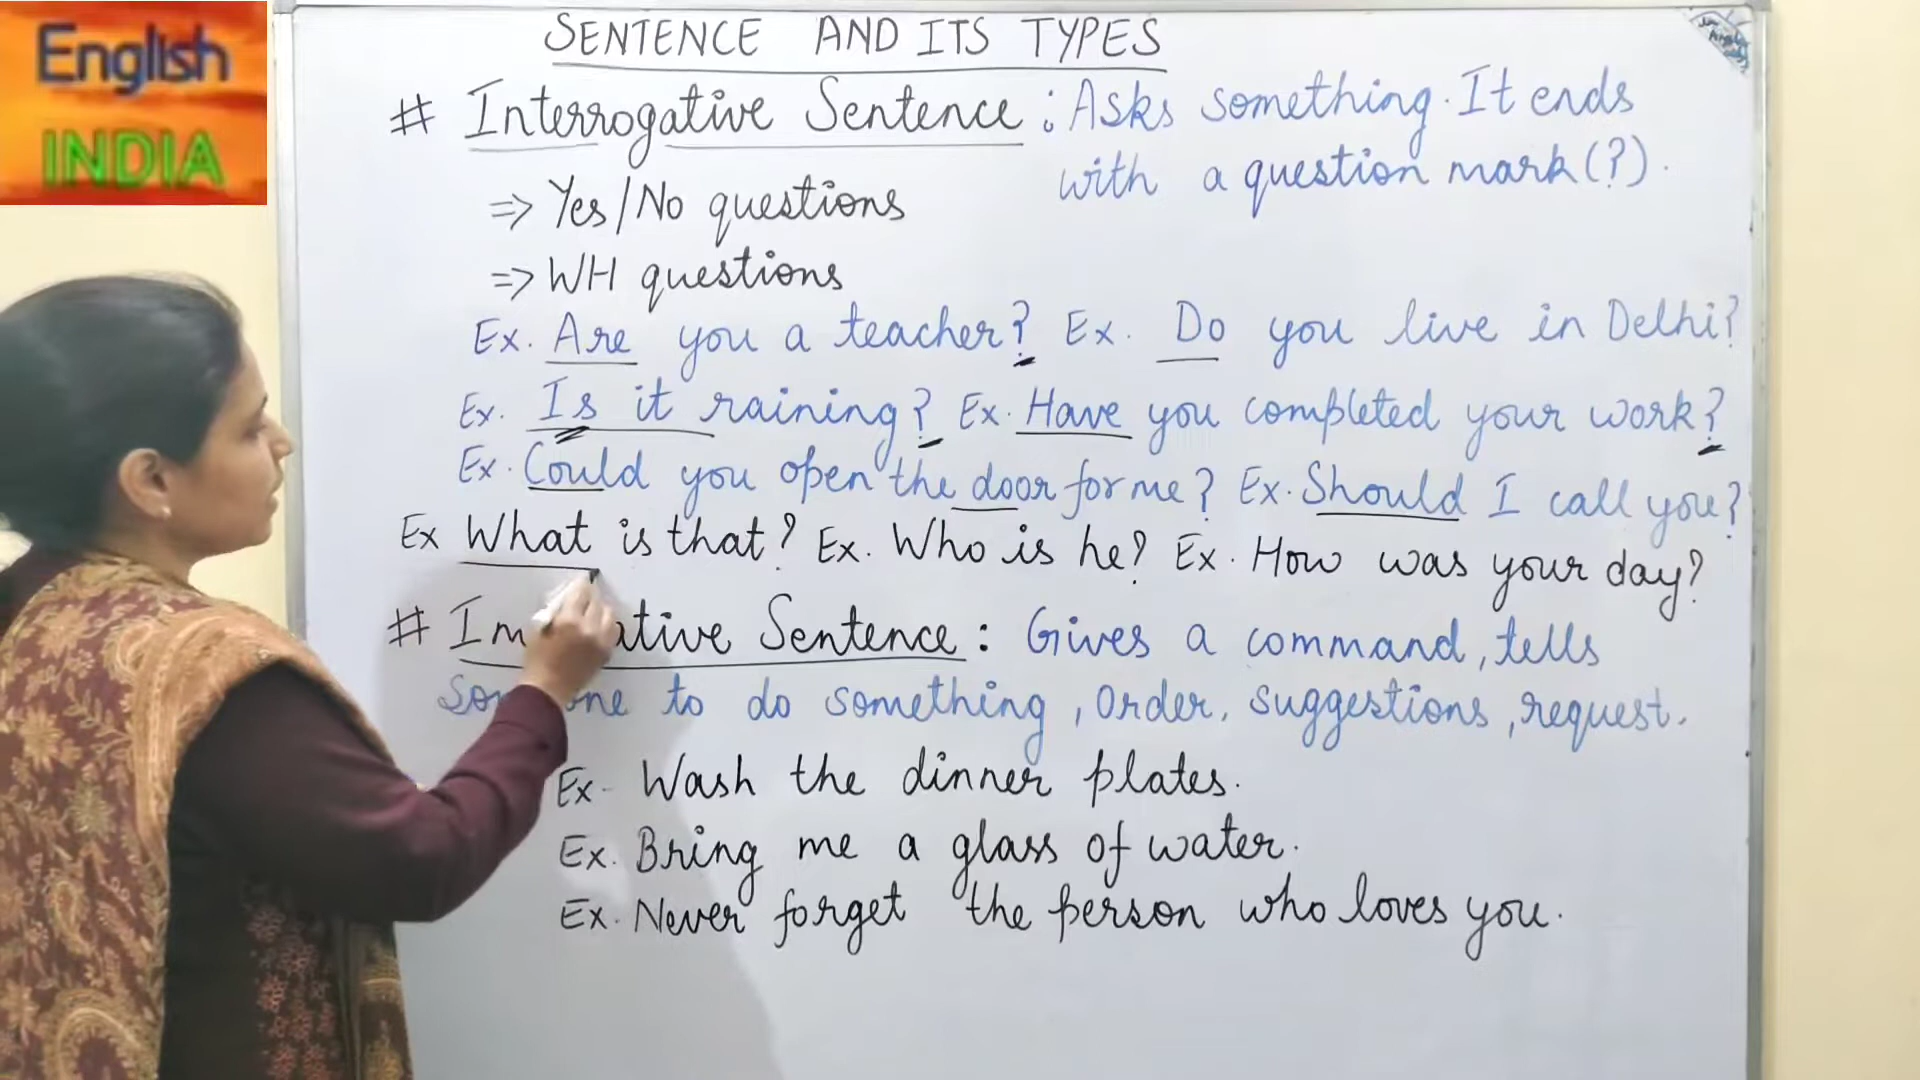 English
INDIA
SENTENCE AND ITS TYPES
# Interrogative Sentence : Asks something. It ends
with a question mark (?).
=> Yes/No questions
=> WH questions
Ex. Are you a teacher? Ex. Do you live in Delhi?
Ex. Is it raining? Ex. Have you completed your work?
Ex. Could you open the door for me? Ex. Should I call you?
Ex What is that? Ex. Who is he? Ex. How was your day?
# Sentence : Gives a command, tells
to do something, order, suggestions, request.
Ex- Wash the dinner plates.
Ex. Bring me a glass of water.
Ex. Never forget the person who loves you.